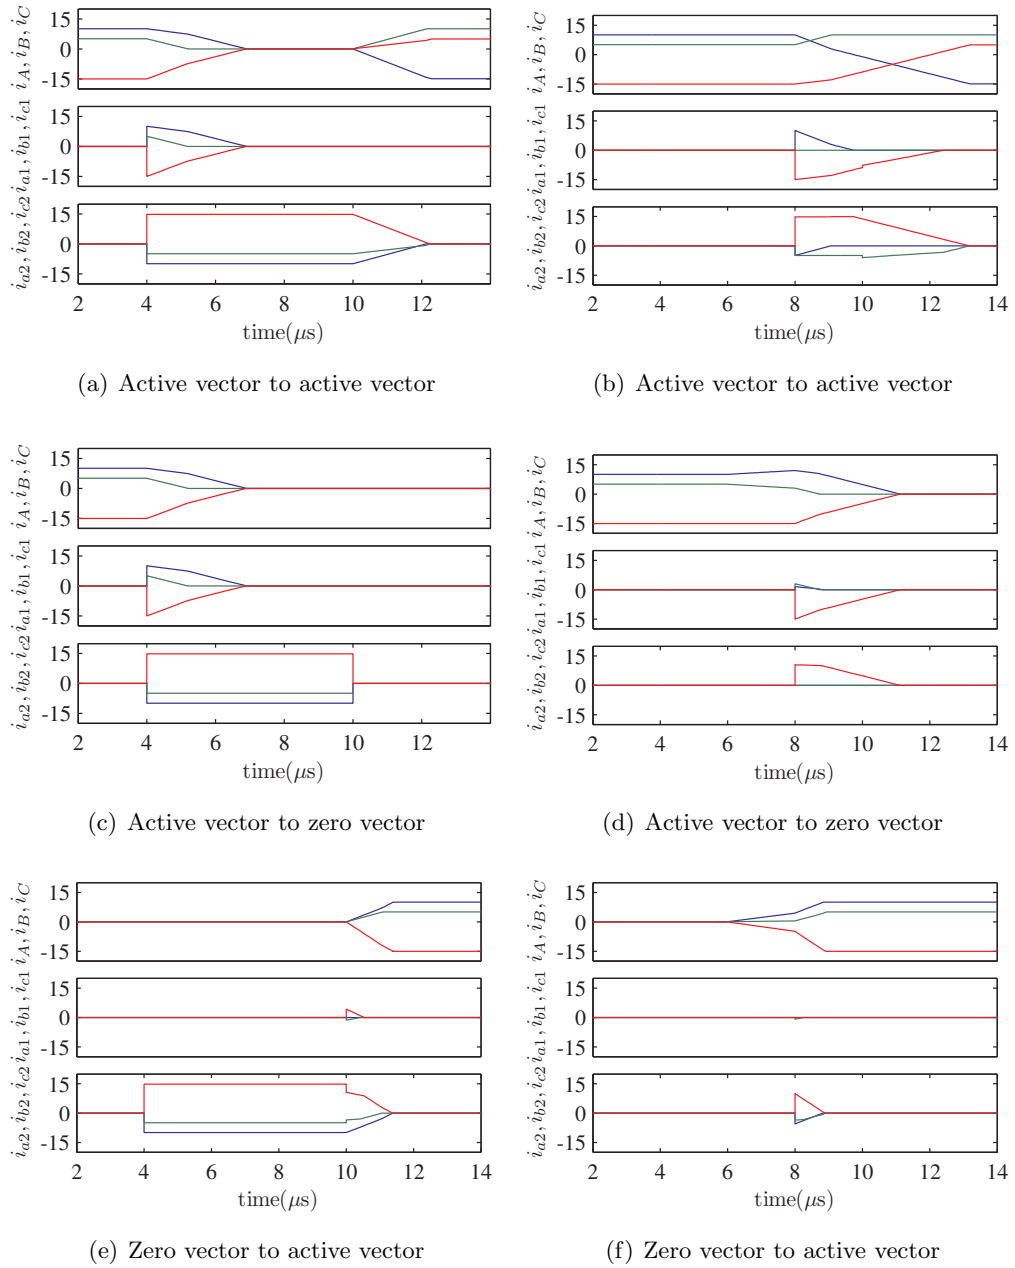 i_A, i_B, i_C
15
0
-15
i_a1, i_b1, i_c1
15
0
-15
i_a2, i_b2, i_c2
15
0
-15
2 4 6 8 10 12
time(μs)
(a) Active vector to active vector
i_A, i_B, i_C
15
0
-15
i_a1, i_b1, i_c1
15
0
-15
i_a2, i_b2, i_c2
15
0
-15
2 4 6 8 10 12 14
time(μs)
(b) Active vector to active vector
i_A, i_B, i_C
15
0
-15
i_a1, i_b1, i_c1
15
0
-15
i_a2, i_b2, i_c2
15
0
-15
2 4 6 8 10 12
time(μs)
(c) Active vector to zero vector
i_A, i_B, i_C
15
0
-15
i_a1, i_b1, i_c1
15
0
-15
i_a2, i_b2, i_c2
15
0
-15
2 4 6 8 10 12 14
time(μs)
(d) Active vector to zero vector
i_A, i_B, i_C
15
0
-15
i_a1, i_b1, i_c1
15
0
-15
i_a2, i_b2, i_c2
15
0
-15
2 4 6 8 10 12 14
time(μs)
(e) Zero vector to active vector
i_A, i_B, i_C
15
0
-15
i_a1, i_b1, i_c1
15
0
-15
i_a2, i_b2, i_c2
15
0
-15
2 4 6 8 10 12 14
time(μs)
(f) Zero vector to active vector